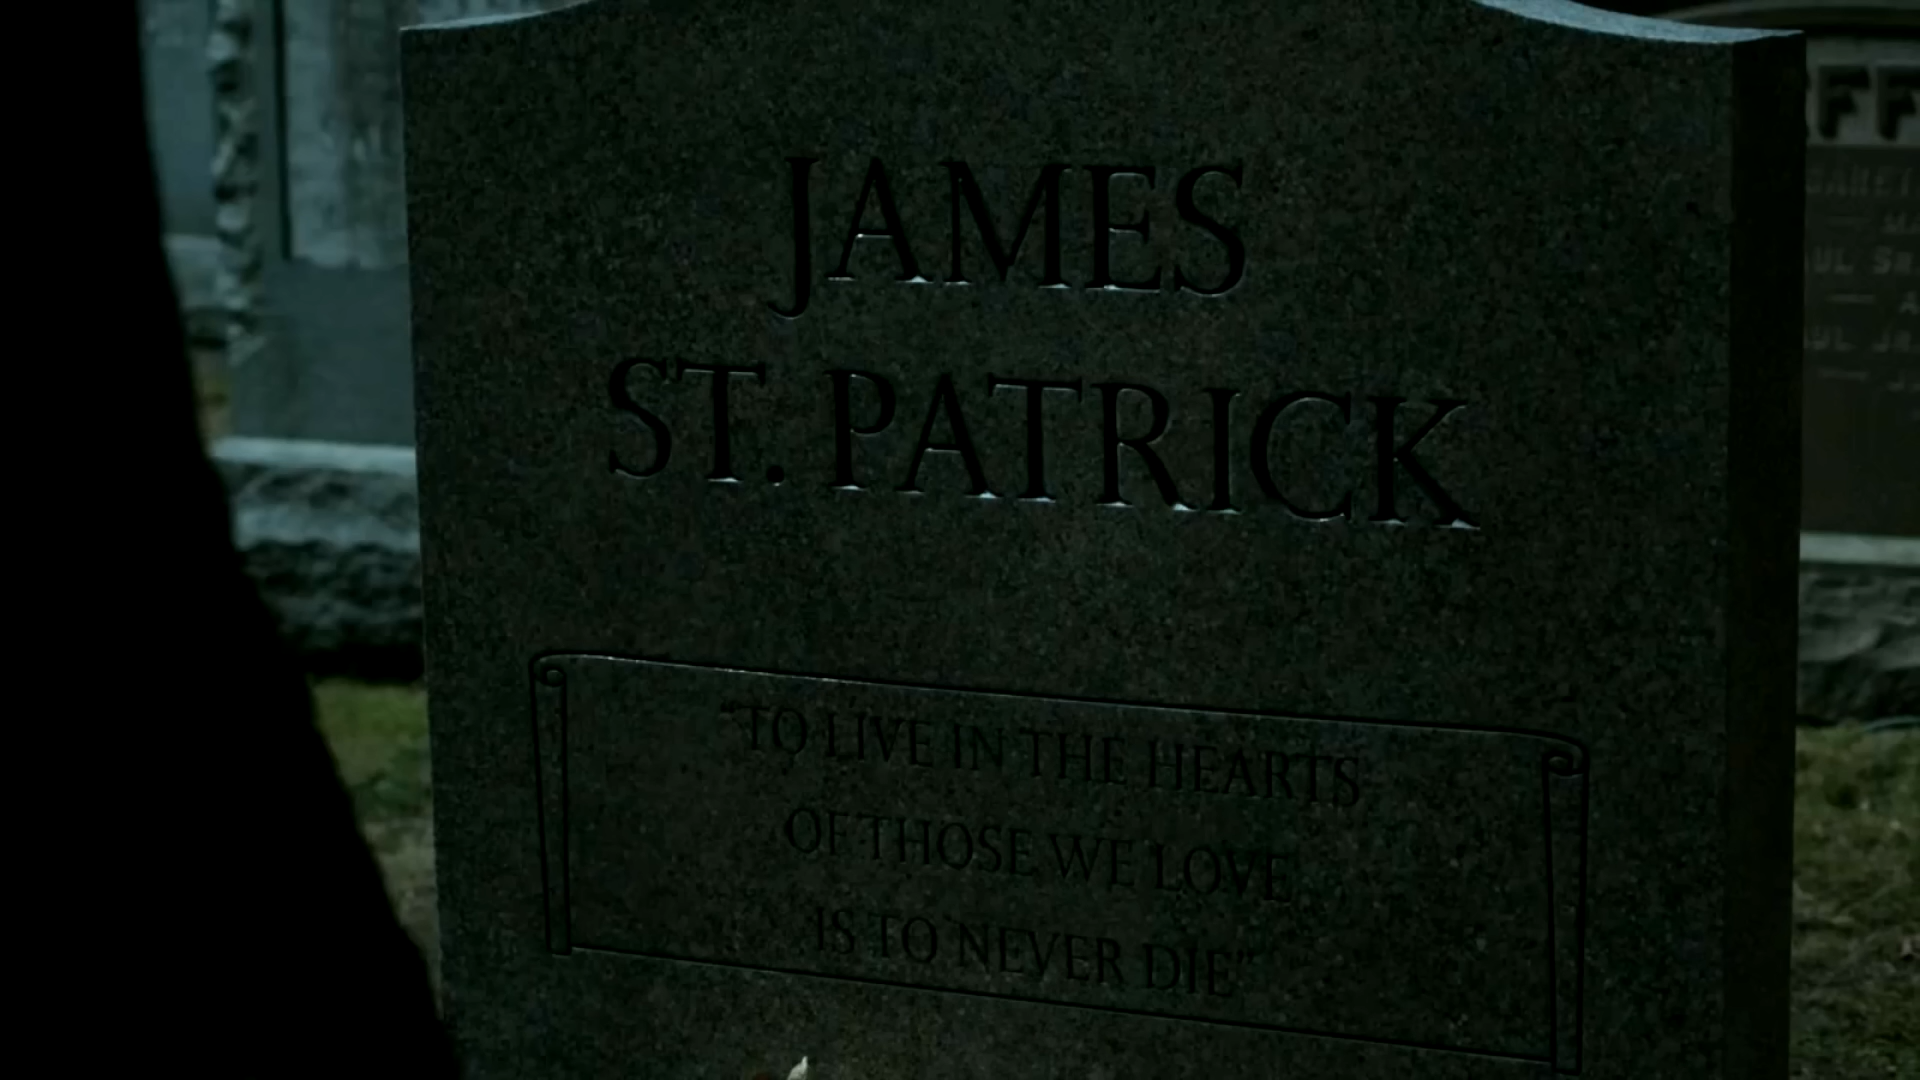 JAMES
ST. PATRICK
"TO LIVE IN THE HEARTS
OF THOSE WE LOVE
IS TO NEVER DIE"